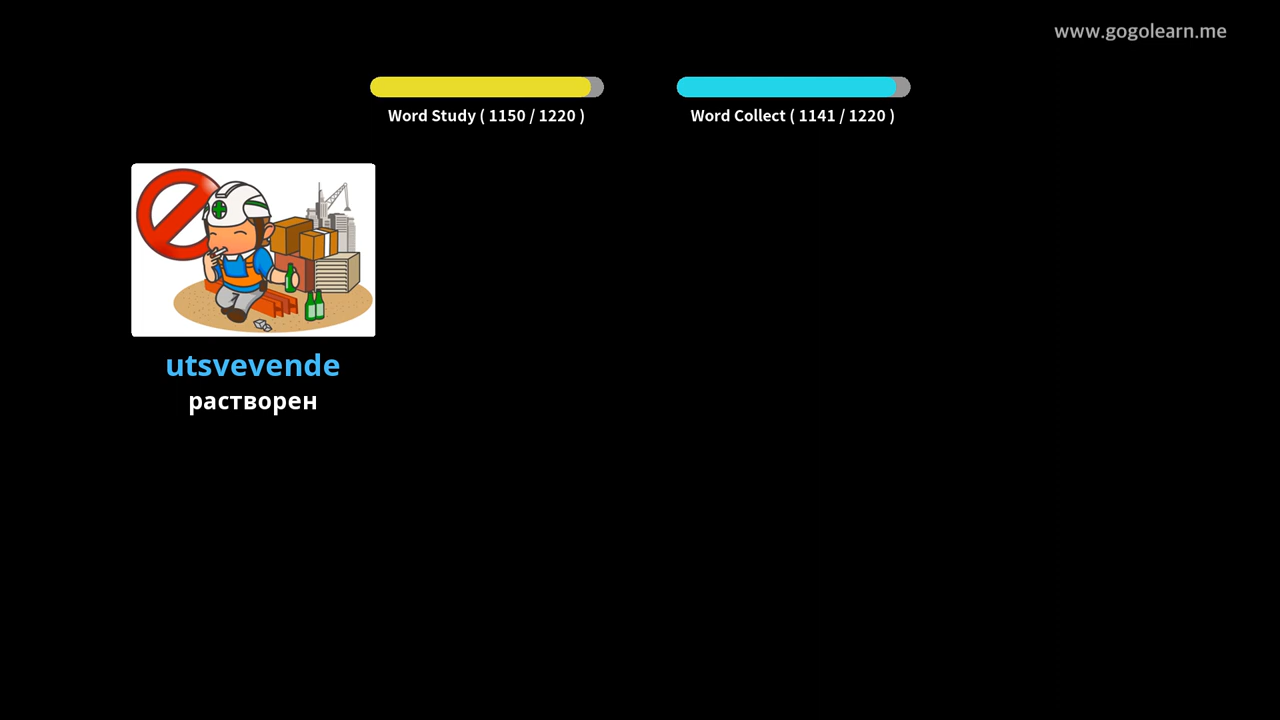 www.gogolearn.me
Word Study ( 1150 / 1220 )
Word Collect ( 1141 / 1220 )
utsvevende
растворен